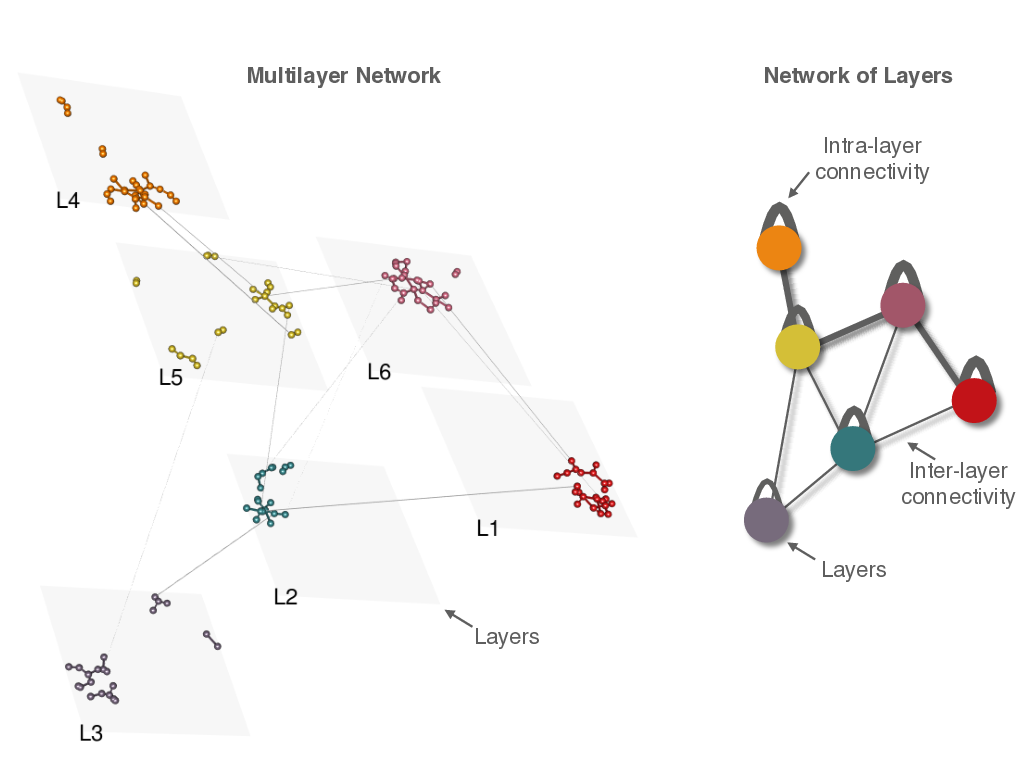 Multilayer Network
Network of Layers
Intra-layer
connectivity
L4
L5
L6
L1
Inter-layer
connectivity
Layers
L2
Layers
L3